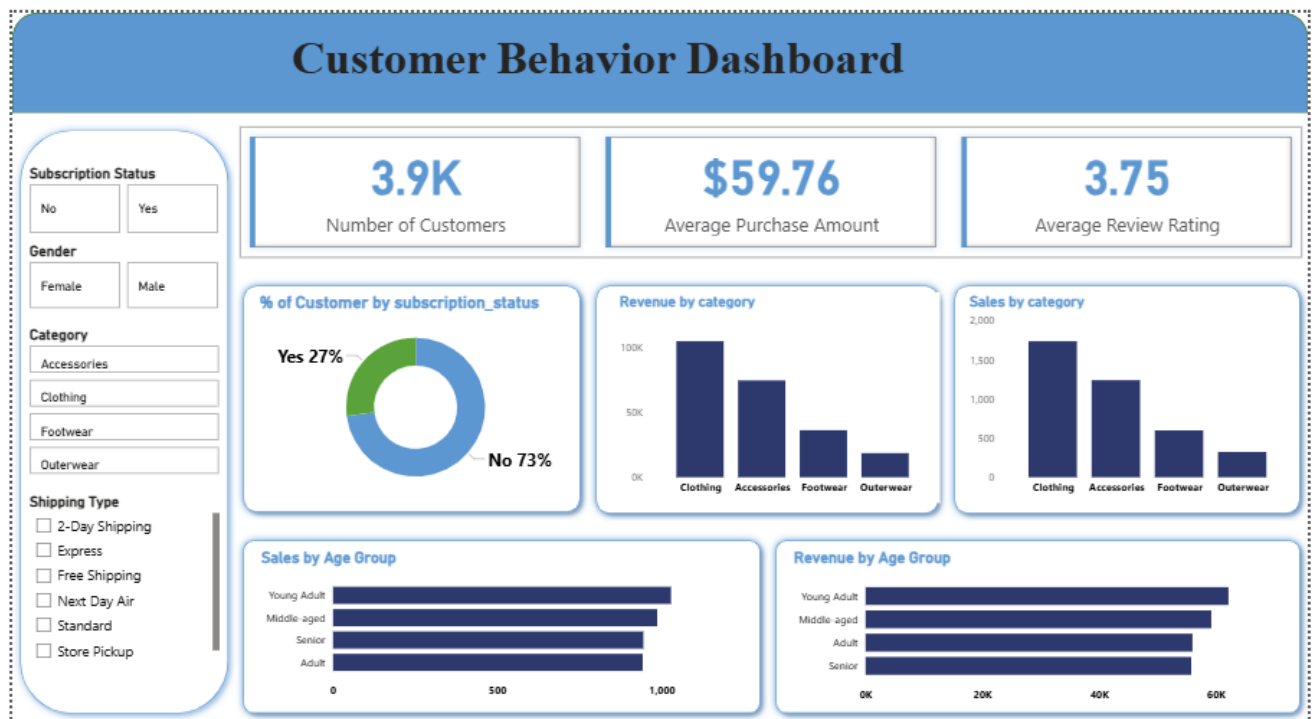 Customer Behavior Dashboard
Subscription Status
No
Yes
Gender
Female
Male
Category
Accessories
Clothing
Footwear
Outerwear
Shipping Type
2-Day Shipping
Express
Free Shipping
Next Day Air
Standard
Store Pickup
3.9K
Number of Customers
$59.76
Average Purchase Amount
3.75
Average Review Rating
% of Customer by subscription_status
Yes 27%
No 73%
Revenue by category
100K
50K
0K
Clothing Accessories Footwear Outerwear
Sales by category
2,000
1,500
1,000
500
0
Clothing Accessories Footwear Outerwear
Sales by Age Group
Young Adult
Middle-aged
Senior
Adult
0 500 1,000
Revenue by Age Group
Young Adult
Middle-aged
Adult
Senior
0K 20K 40K 60K